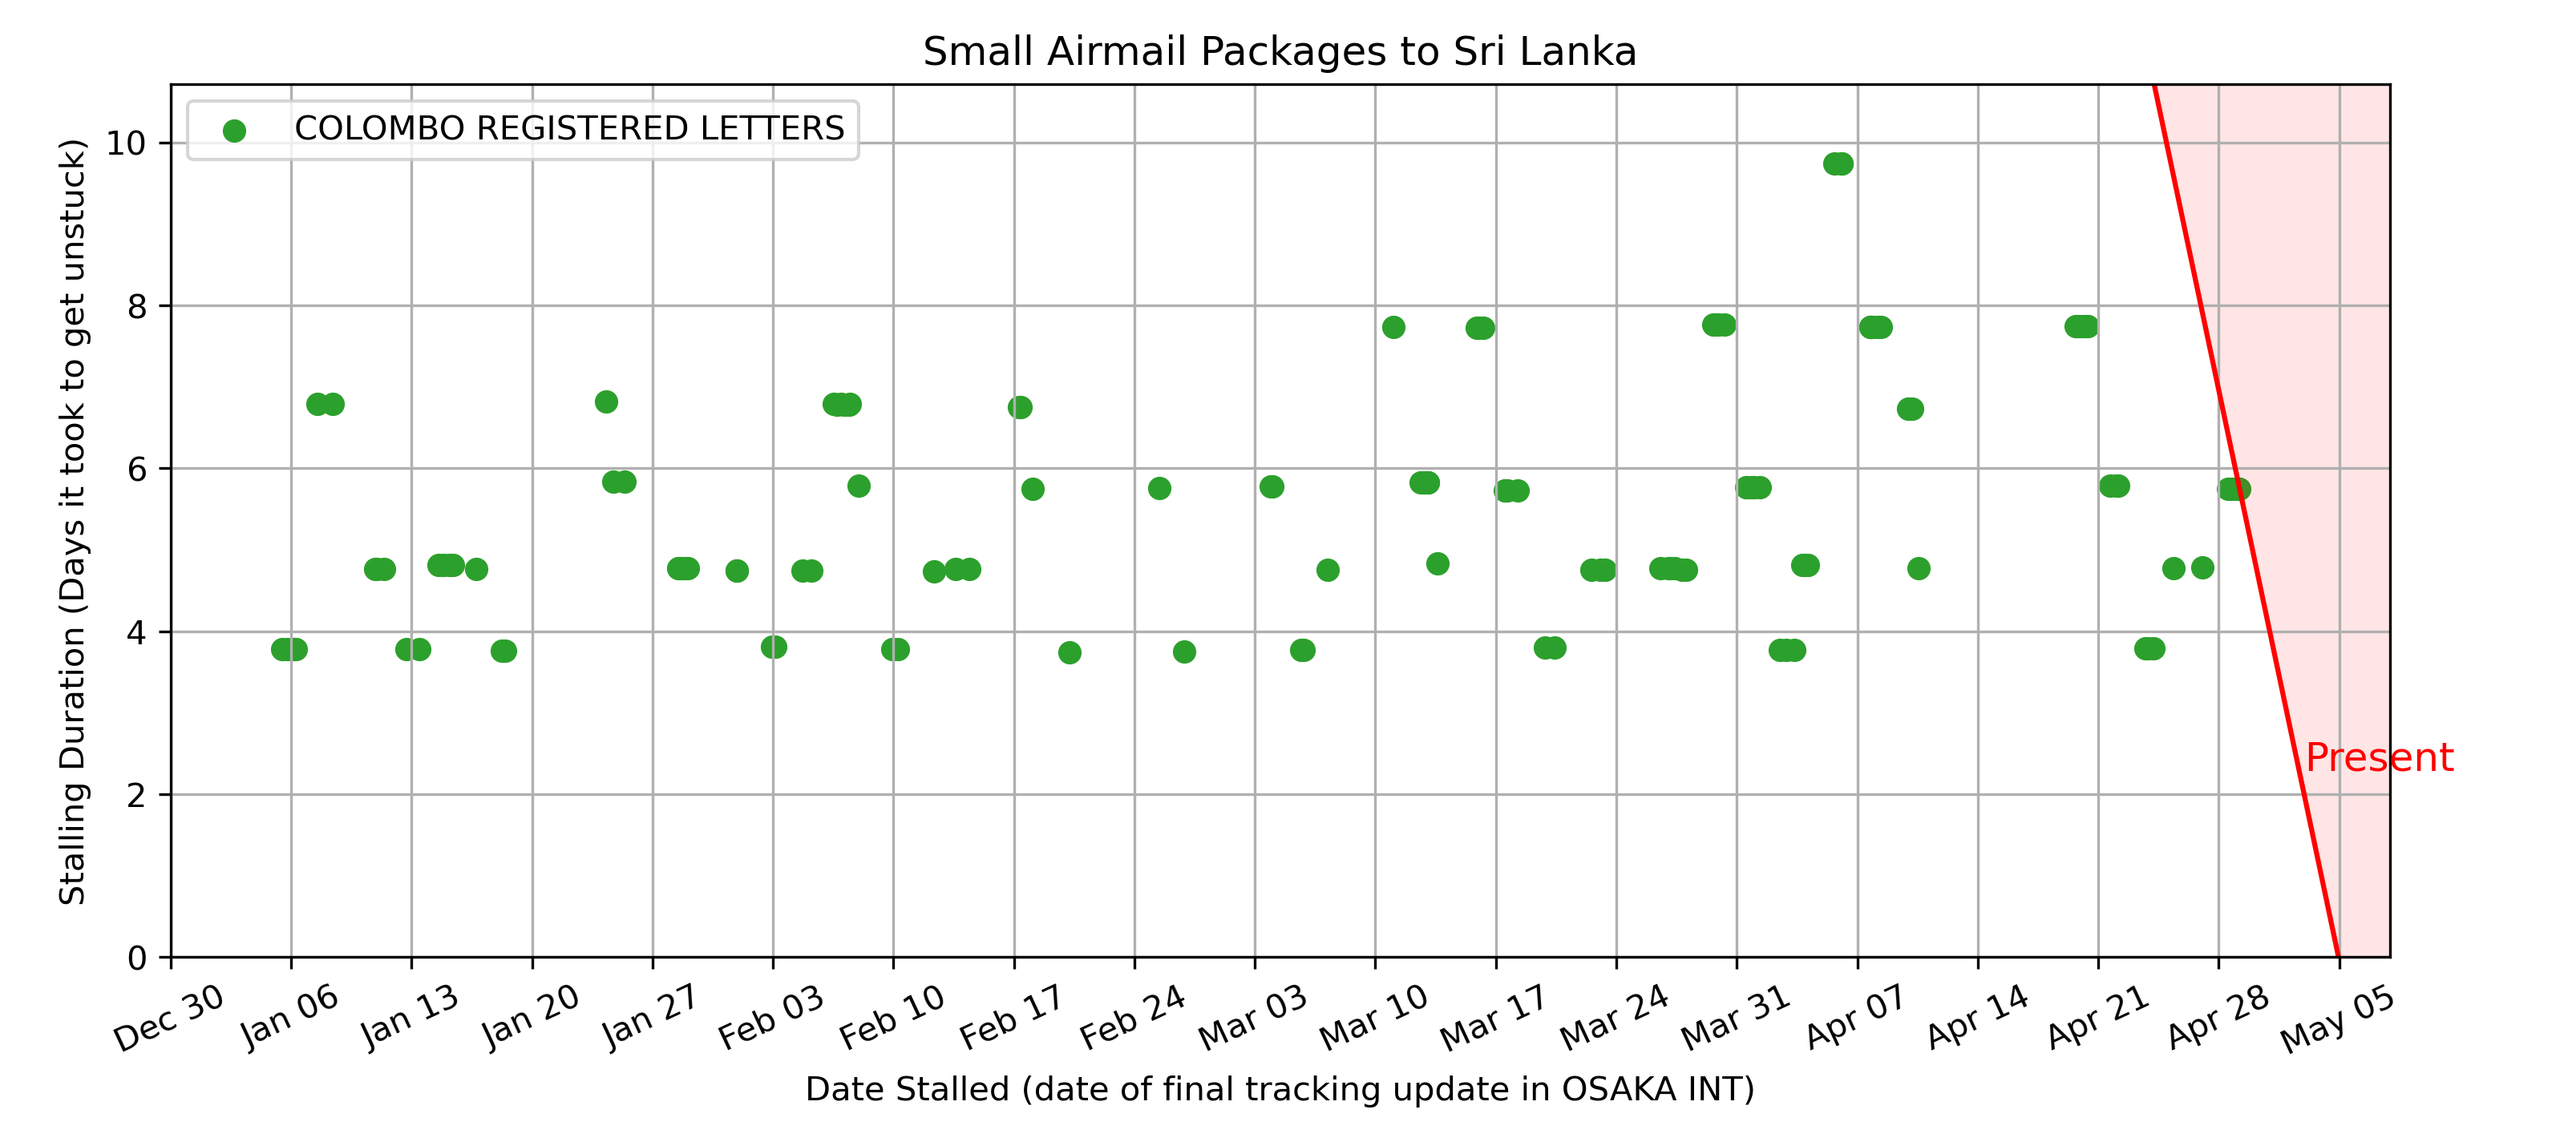 Small Airmail Packages to Sri Lanka
COLOMBO REGISTERED LETTERS
Stalling Duration (Days it took to get unstuck)
10
8
6
4
2
0
Present
Dec 30 Jan 06 Jan 13 Jan 20 Jan 27 Feb 03 Feb 10 Feb 17 Feb 24 Mar 03 Mar 10 Mar 17 Mar 24 Mar 31 Apr 07 Apr 14 Apr 21 Apr 28 May 05
Date Stalled (date of final tracking update in OSAKA INT)